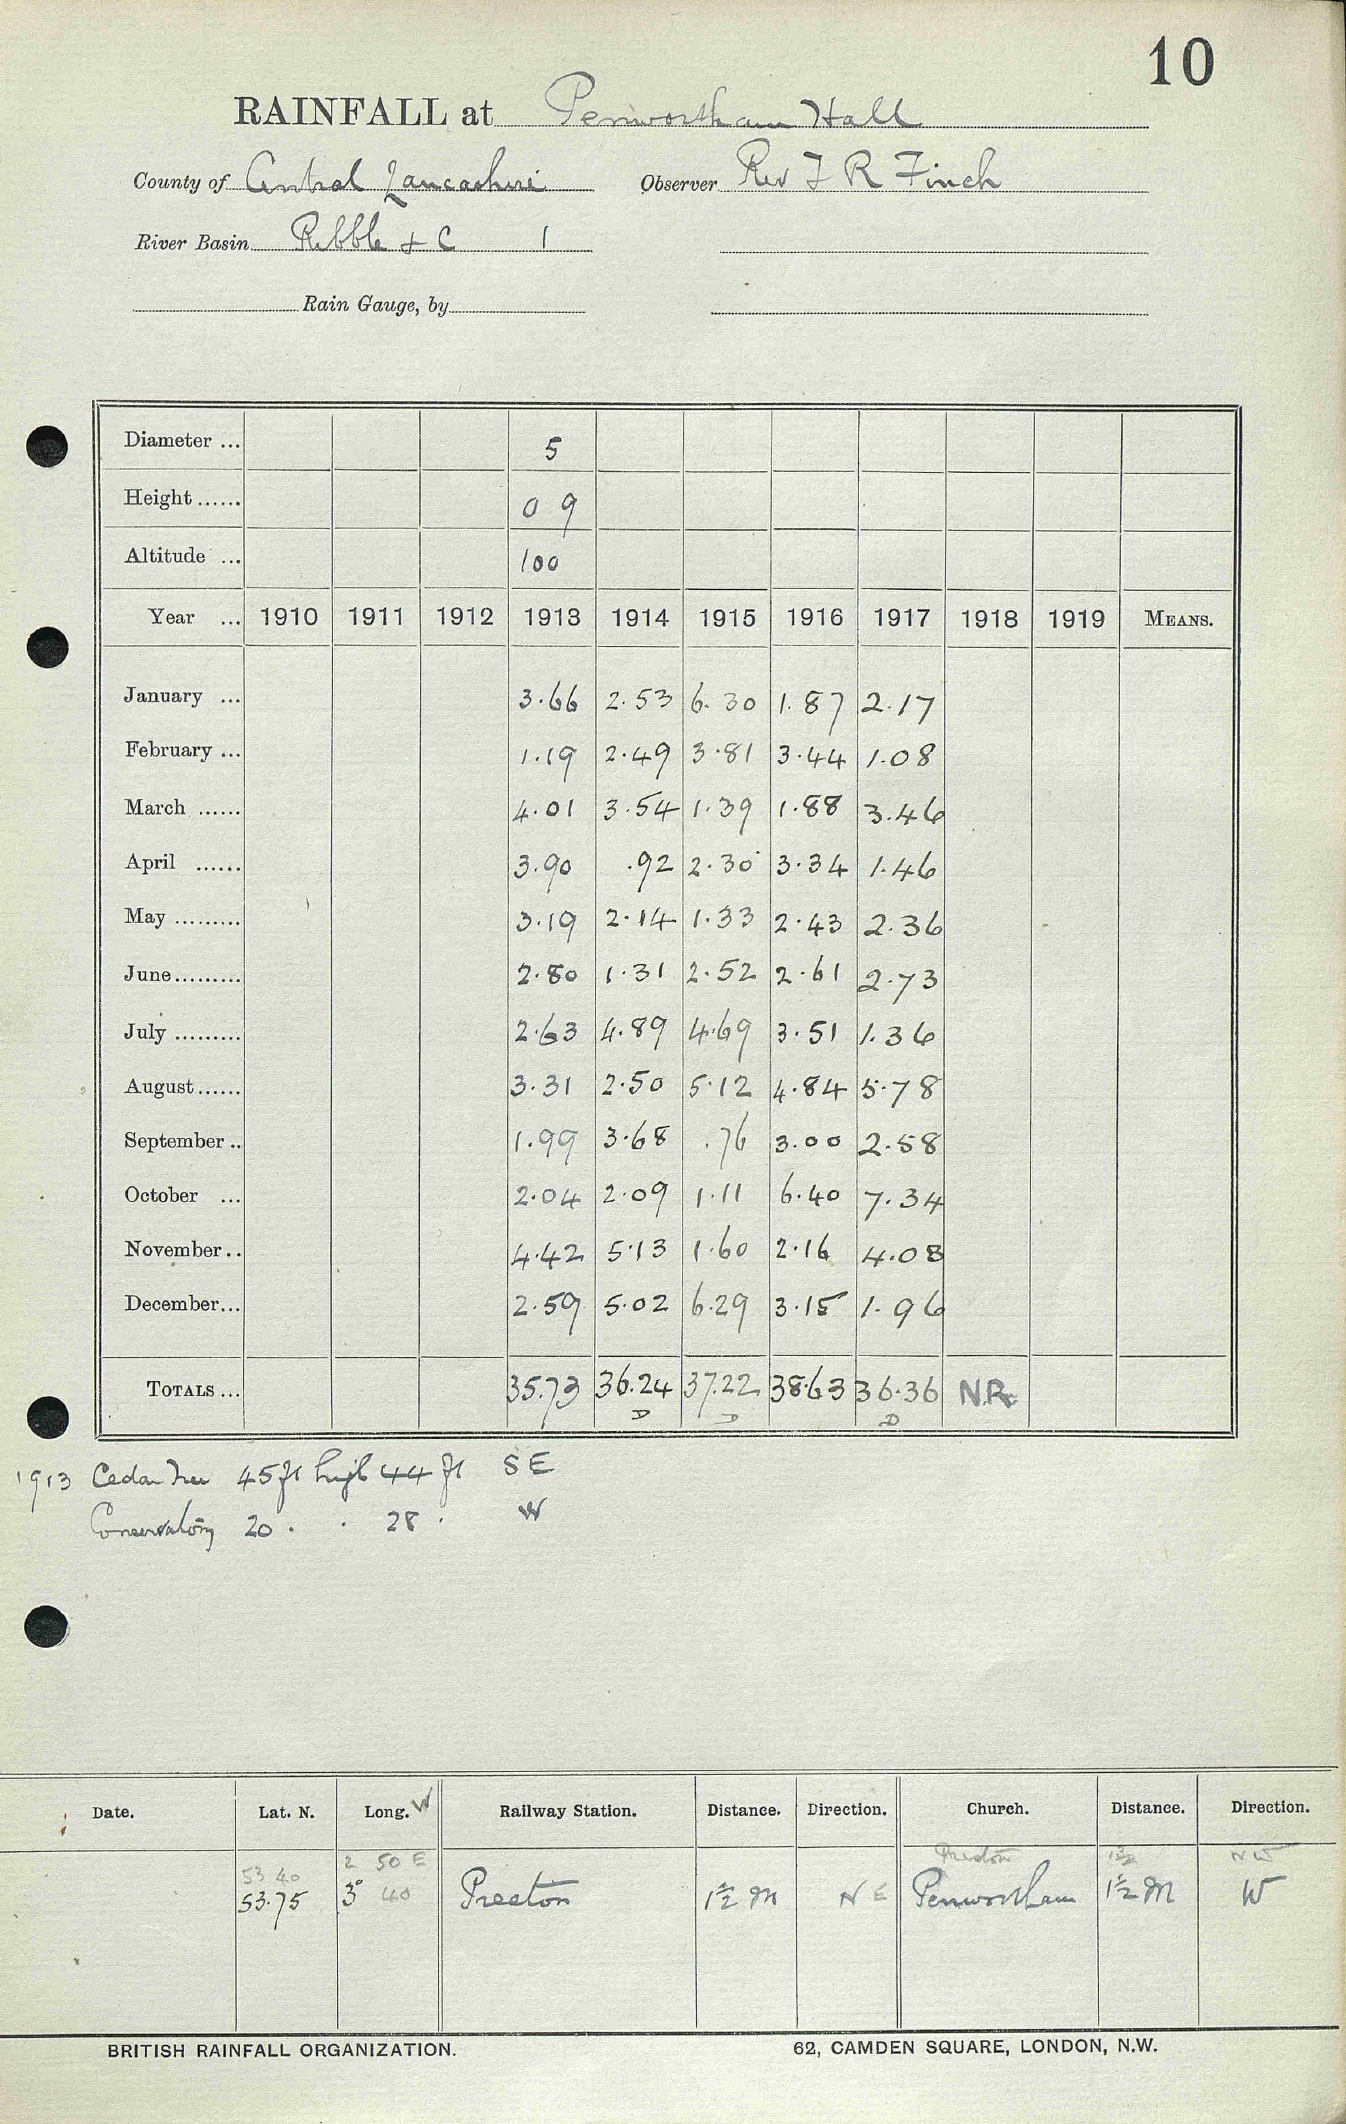 10
RAINFALL at Penwortham Hall
County of Central Lancashire Observer Rev F R Finch
River Basin Ribble + C 1
Rain Gauge, by
Diameter ... 5
Height ...... 0 9
Altitude ... 100
Year ... 1910 1911 1912 1913 1914 1915 1916 1917 1918 1919 MEANS.
January ... 3.66 2.53 6.30 1.87 2.17
February ... 1.19 2.49 3.81 3.44 1.08
March ...... 4.01 3.54 1.39 1.88 3.46
April ...... 3.90 .92 2.30 3.34 1.46
May ......... 3.19 2.14 1.33 2.43 2.36
June ......... 2.80 1.31 2.52 2.61 2.73
July ......... 2.63 4.89 4.69 3.51 1.36
August ...... 3.31 2.50 5.12 4.84 5.78
September .. 1.99 3.68 .76 3.00 2.58
October ... 2.04 2.09 1.11 6.40 7.34
November .. 4.42 5.13 1.60 2.16 4.08
December ... 2.59 5.02 6.29 3.15 1.96
TOTALS ... 35.73 36.24 37.22 38.63 36.36 N.R.
D D D
1913 Cedar Tree 45 ft high 44 ft SE
Conservatory 20 . . 28 . W
Date. Lat. N. Long. W Railway Station. Distance. Direction. Church. Distance. Direction.
53 40 2 50 E Preston 1½ NW
53.75 3° 40 Preston 1½ M NE Penwortham 1½ M W
BRITISH RAINFALL ORGANIZATION. 62, CAMDEN SQUARE, LONDON, N.W.